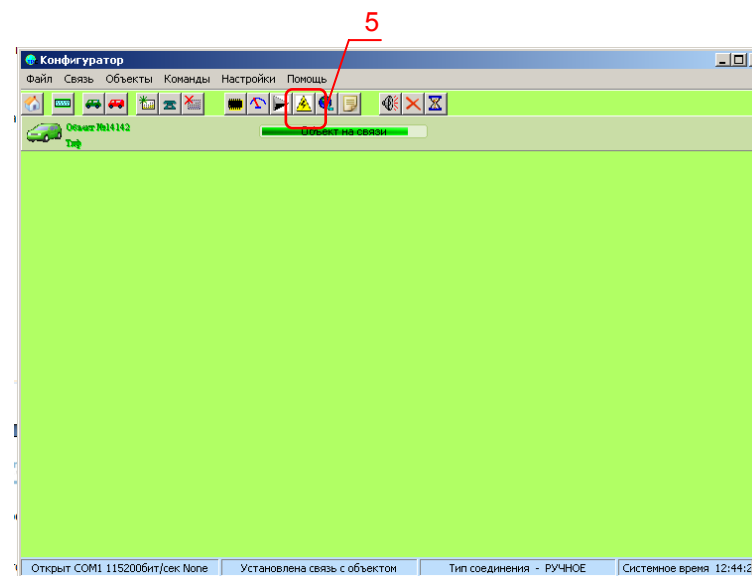 5
Конфигуратор
Файл Связь Объекты Команды Настройки Помощь
Объект №14142
Объект на связи
Тлф
Открыт COM1 115200бит/сек None Установлена связь с объектом Тип соединения - РУЧНОЕ Системное время 12:44:2